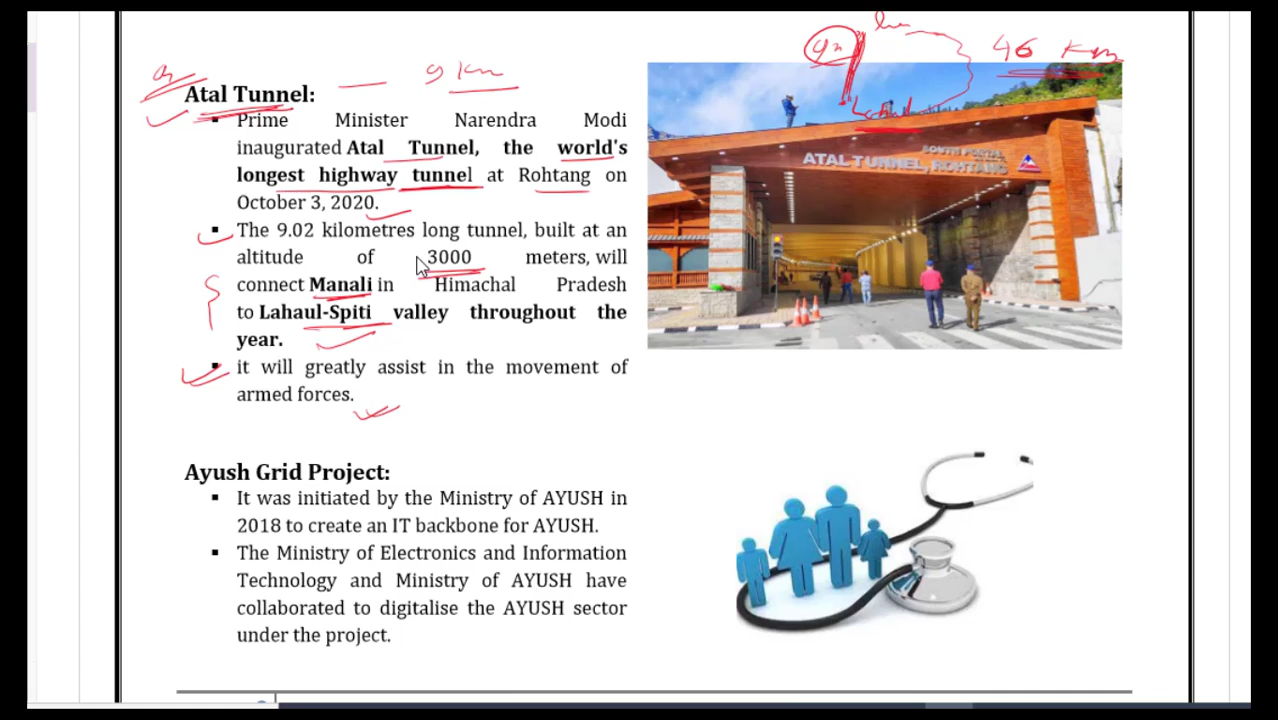 46 Km
9 Km
Atal Tunnel:
▪ Prime Minister Narendra Modi
inaugurated Atal Tunnel, the world's
longest highway tunnel at Rohtang on
October 3, 2020.
▪ The 9.02 kilometres long tunnel, built at an
altitude of 3000 meters, will
connect Manali in Himachal Pradesh
to Lahaul-Spiti valley throughout the
year.
▪ it will greatly assist in the movement of
armed forces.
SOUTH PORTAL
ATAL TUNNEL, ROHTANG
Ayush Grid Project:
▪ It was initiated by the Ministry of AYUSH in
2018 to create an IT backbone for AYUSH.
▪ The Ministry of Electronics and Information
Technology and Ministry of AYUSH have
collaborated to digitalise the AYUSH sector
under the project.